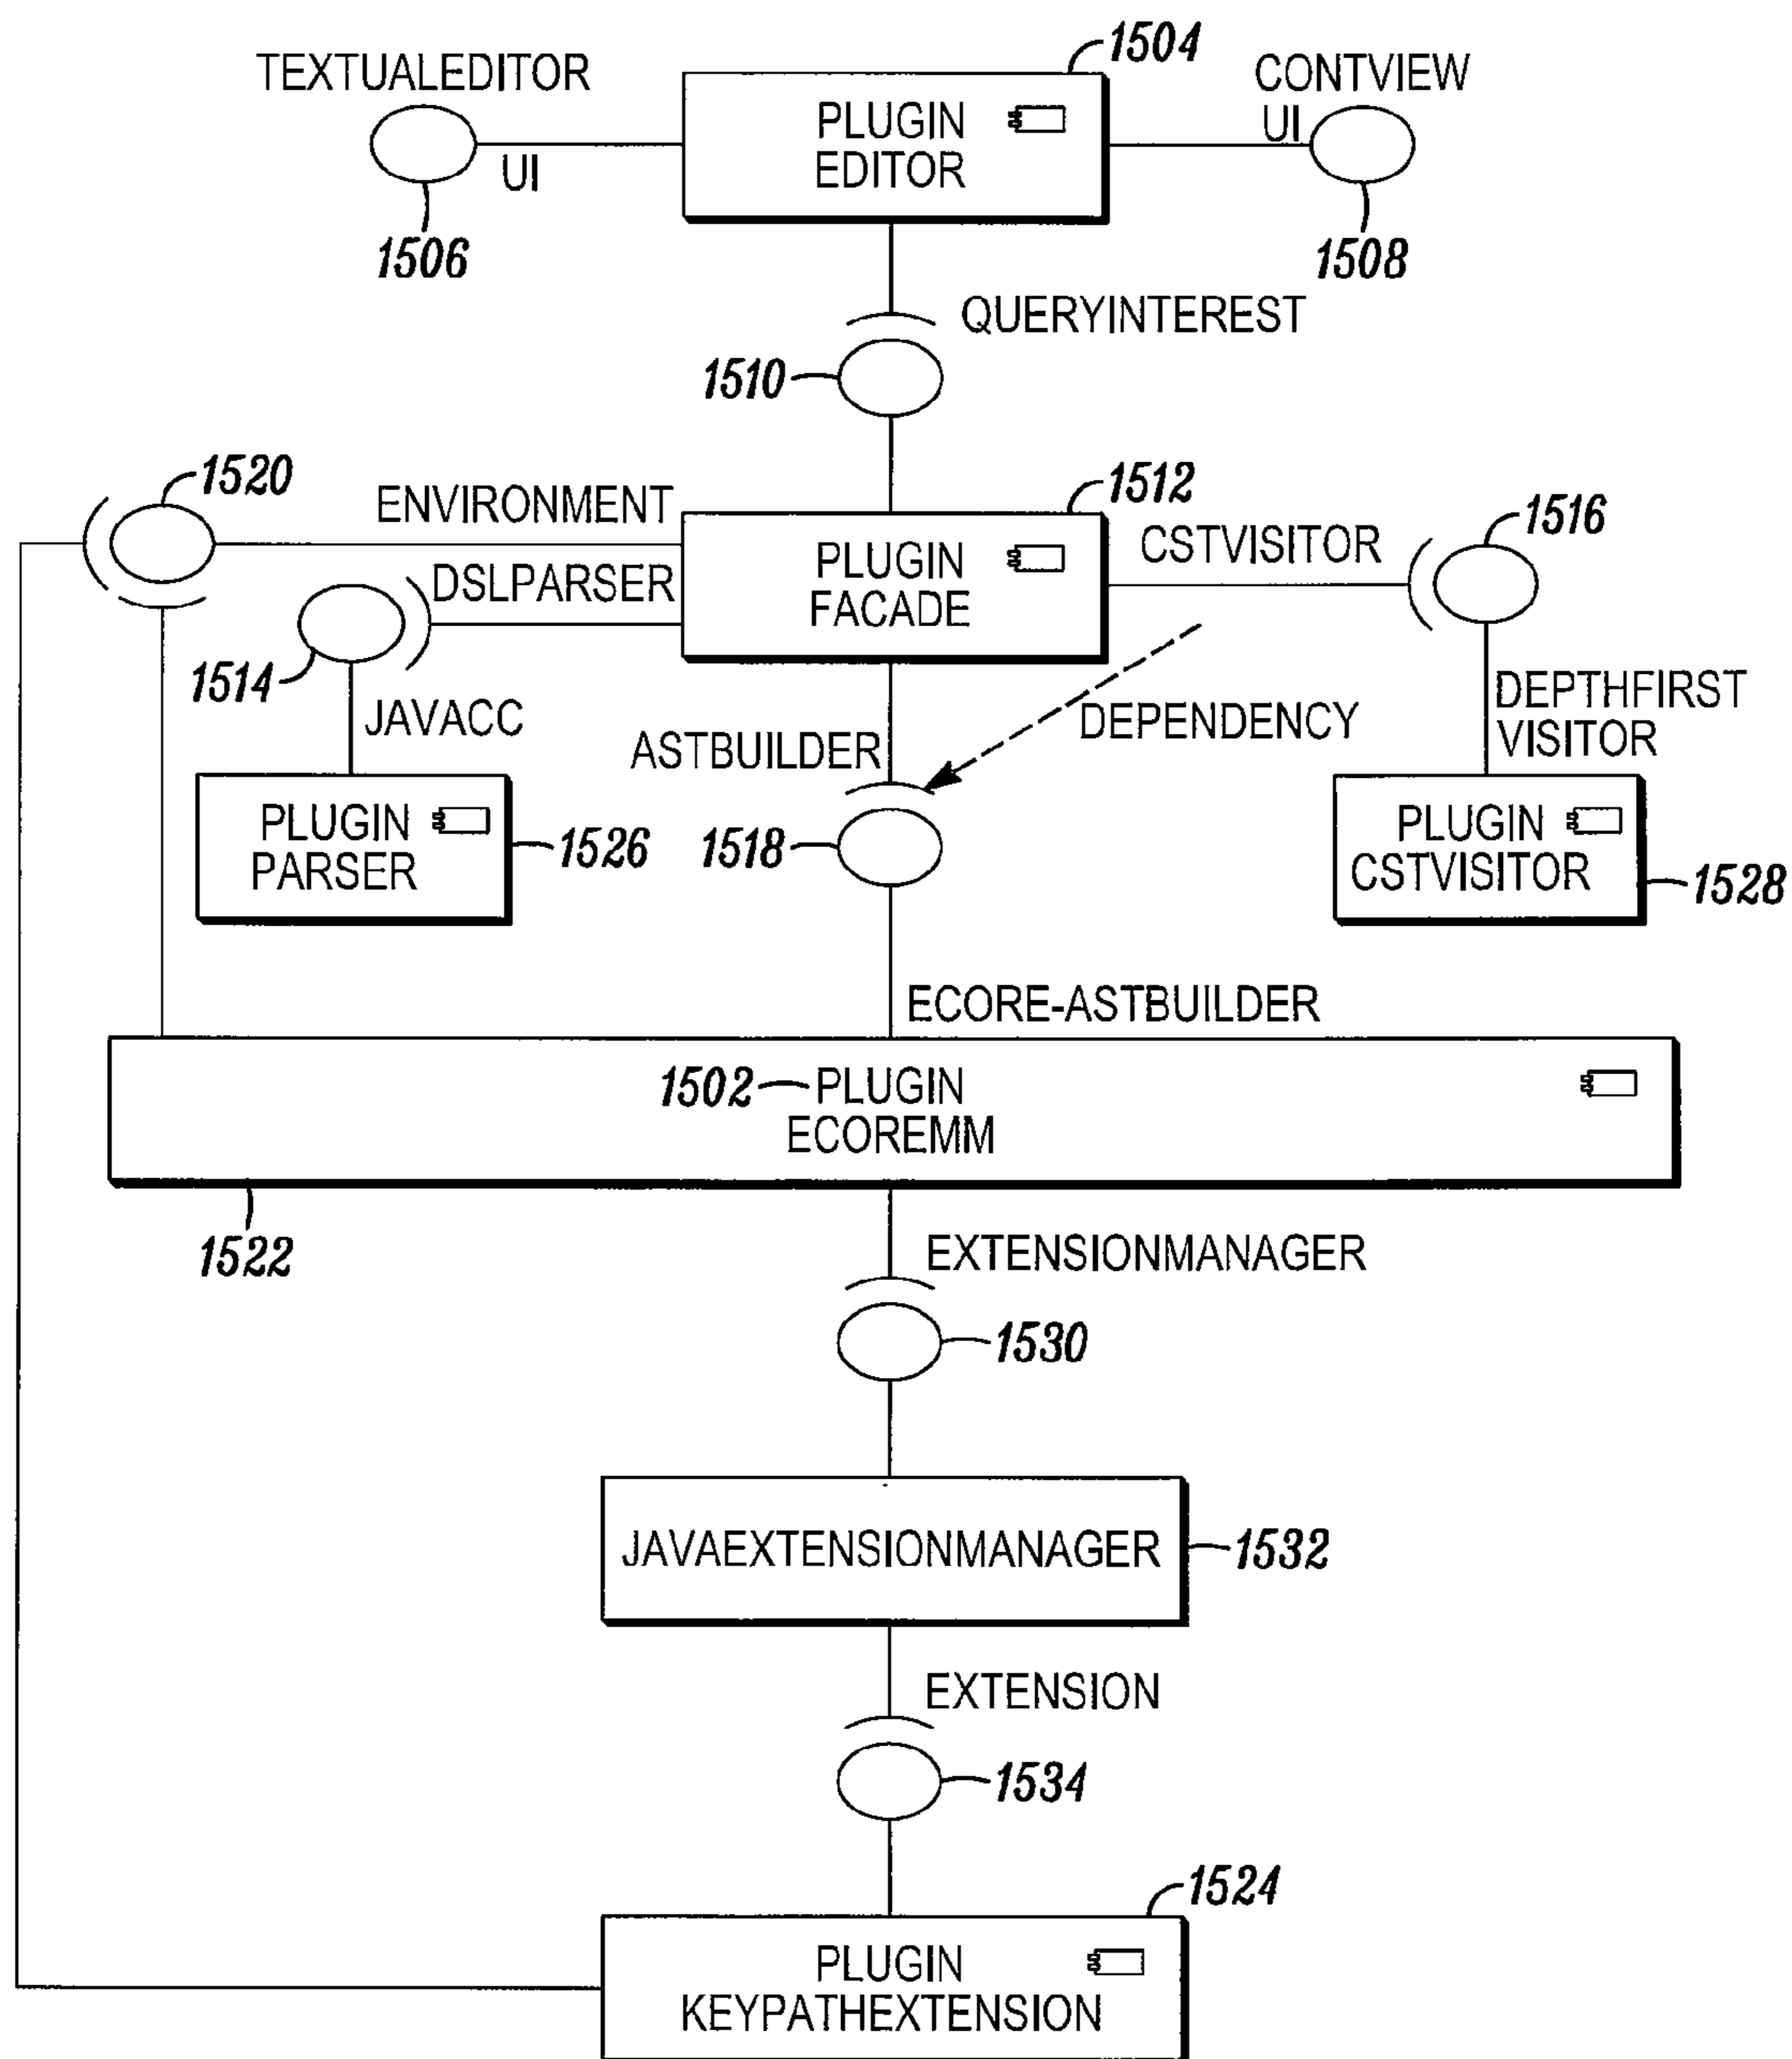 1504
TEXTUALEDITOR
CONTVIEW
PLUGIN
EDITOR
UI
UI
1506
1508
QUERYINTEREST
1510
1520
1512
1516
ENVIRONMENT
CSTVISITOR
PLUGIN
FACADE
DSLPARSER
1514
JAVACC
DEPTHFIRST
VISITOR
ASTBUILDER
DEPENDENCY
PLUGIN
PARSER
1526
1518
PLUGIN
CSTVISITOR
1528
ECORE-ASTBUILDER
1502
PLUGIN
ECOREMM
1522
EXTENSIONMANAGER
1530
JAVAEXTENSIONMANAGER
1532
EXTENSION
1534
1524
PLUGIN
KEYPATHEXTENSION